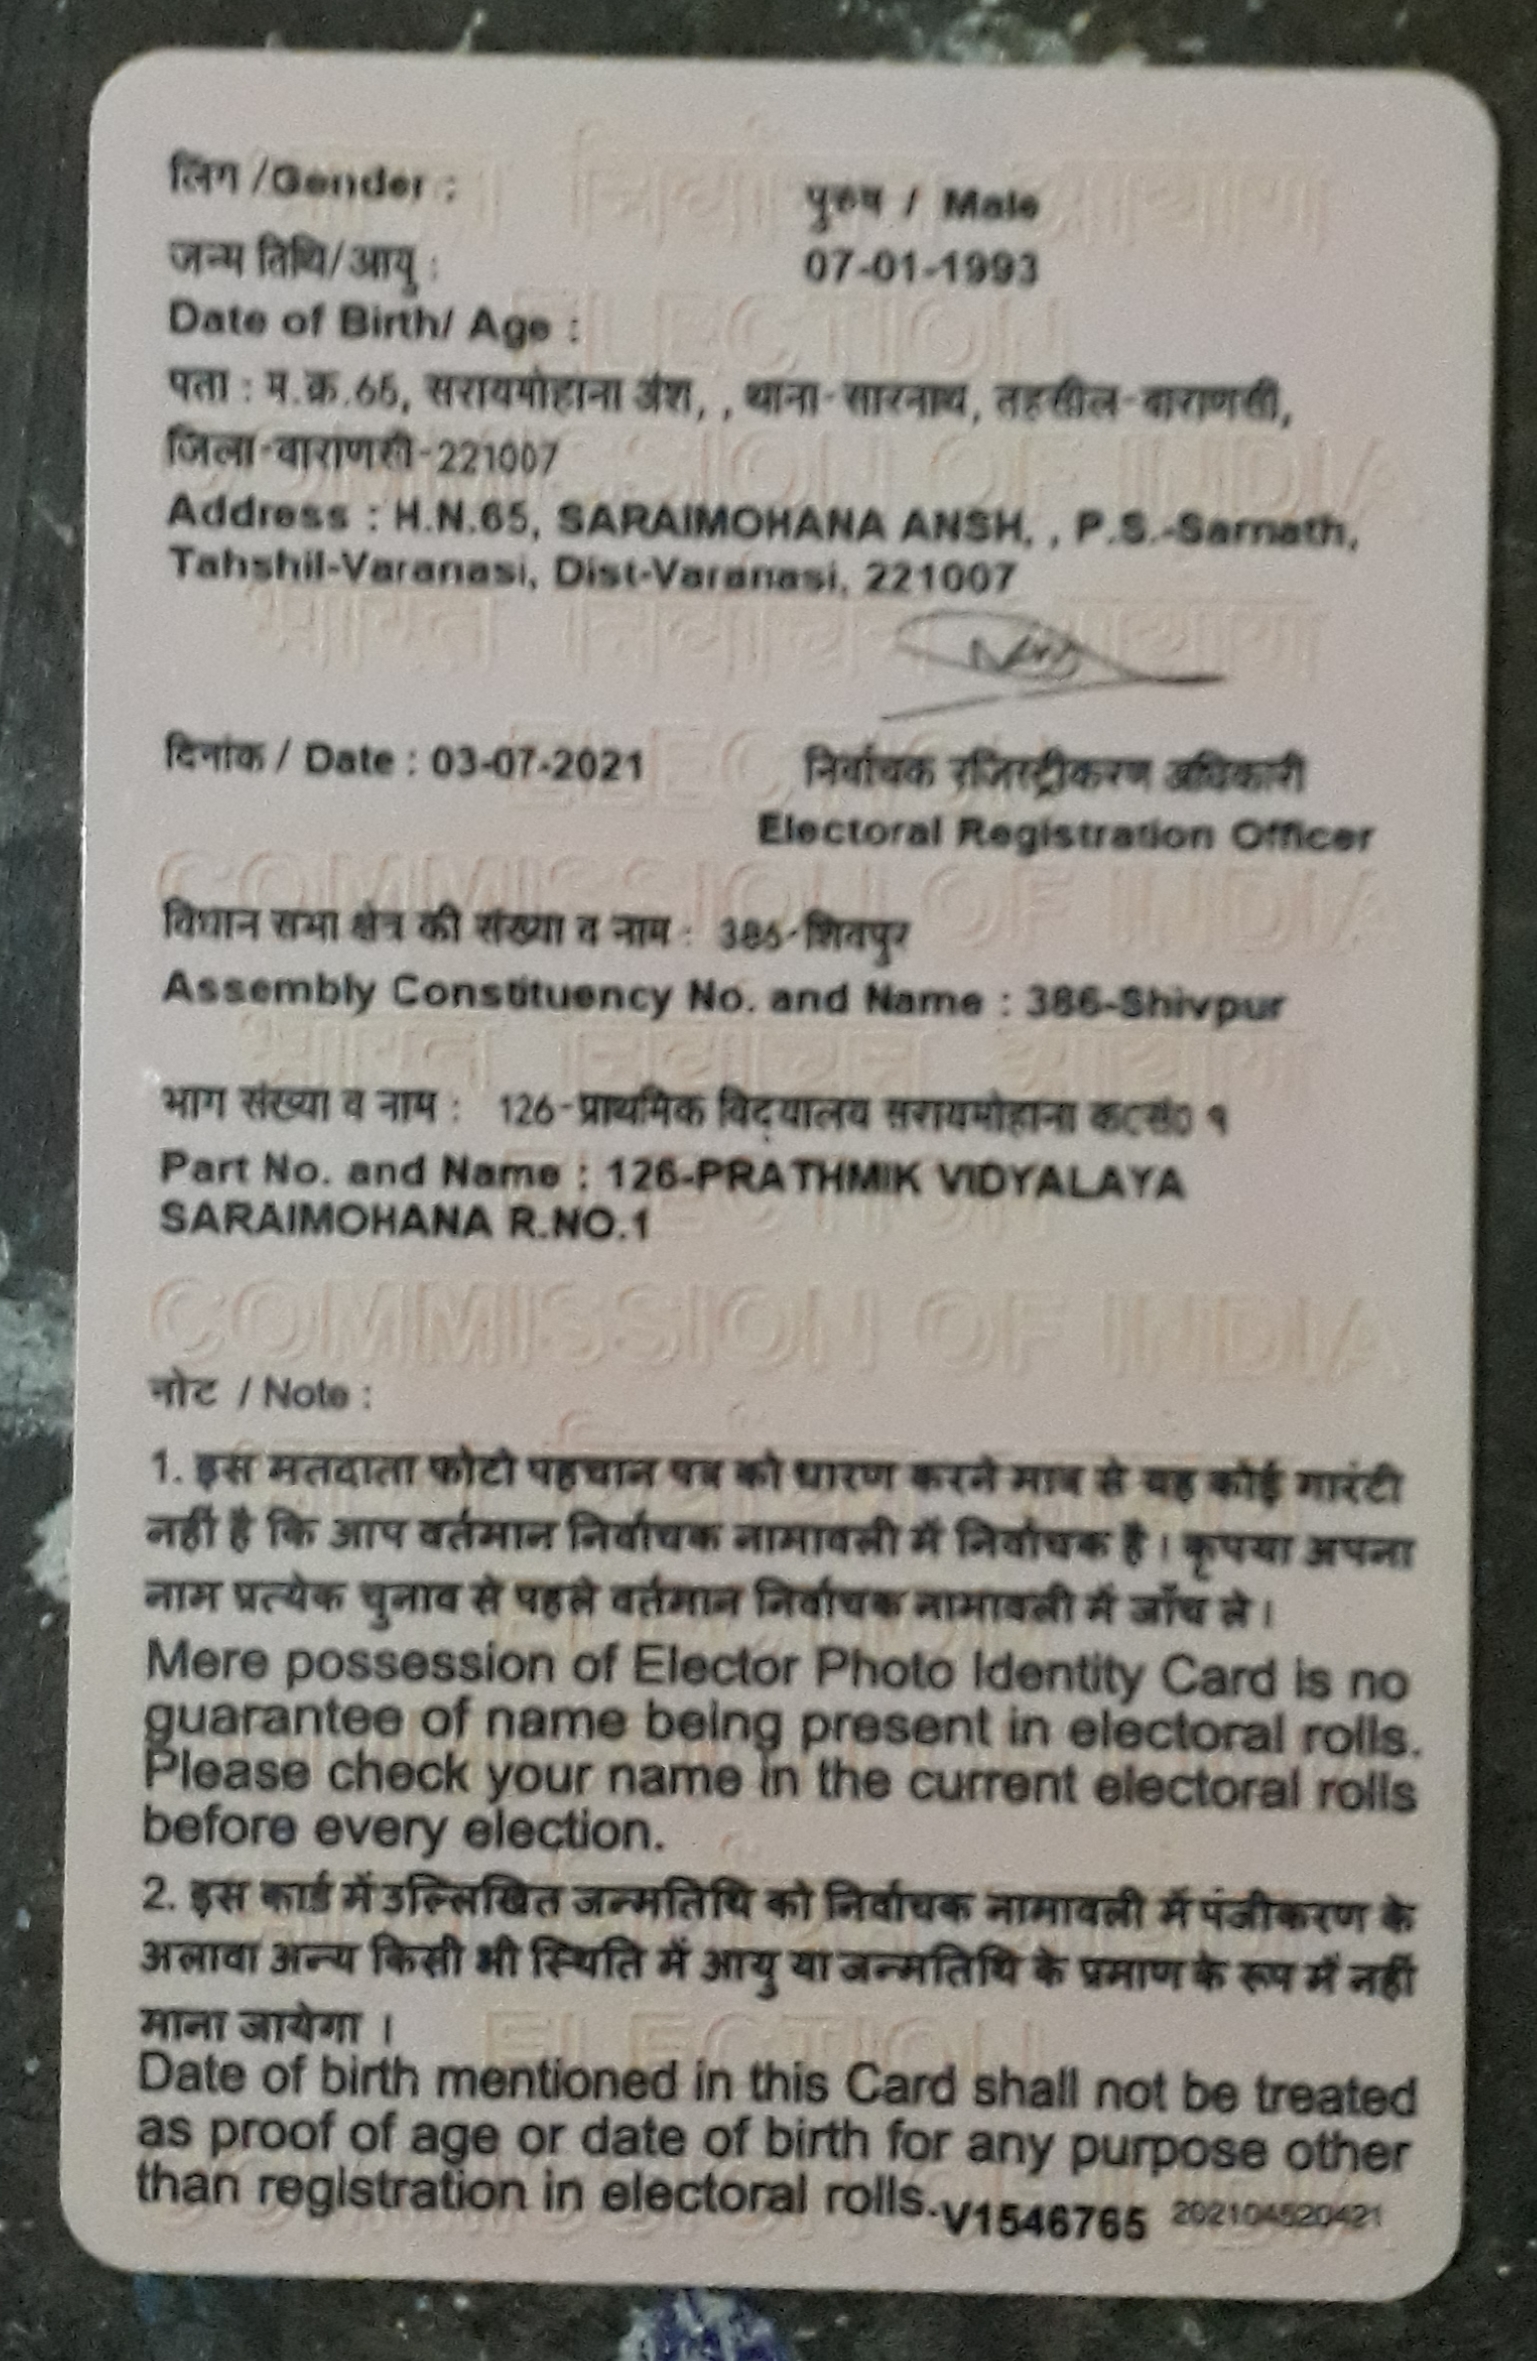 लिंग /Gender :
पुरुष / Male
जन्म तिथि/आयु :
07-01-1993
Date of Birth/ Age :
पता : म.क्र.65, सरायमोहाना अंश, , थाना-सारनाथ, तहसील-वाराणसी,
जिला-वाराणसी-221007
Address : H.N.65, SARAIMOHANA ANSH, , P.S.-Sarnath,
Tahshil-Varanasi, Dist-Varanasi, 221007
दिनांक / Date : 03-07-2021
निर्वाचक रजिस्ट्रीकरण अधिकारी
Electoral Registration Officer
विधान सभा क्षेत्र की संख्या व नाम : 386-शिवपुर
Assembly Constituency No. and Name : 386-Shivpur
भाग संख्या व नाम : 126-प्राथमिक विद्यालय सरायमोहाना १
Part No. and Name : 126-PRATHMIK VIDYALAYA
SARAIMOHANA R.NO.1
नोट / Note :
1. इस मतदाता फोटो पहचान पत्र को धारण करने मात्र से यह कोई गारंटी
नहीं है कि आप वर्तमान निर्वाचक नामावली में निर्वाचक है । कृपया अपना
नाम प्रत्येक चुनाव से पहले वर्तमान निर्वाचक नामावली में जाँच ले ।
Mere possession of Elector Photo Identity Card is no
guarantee of name being present in electoral rolls.
Please check your name in the current electoral rolls
before every election.
2. इस कार्ड में उल्लिखित जन्मतिथि को निर्वाचक नामावली में पंजीकरण के
अलावा अन्य किसी भी स्थिति में आयु या जन्मतिथि के प्रमाण के रूप में नहीं
माना जायेगा ।
Date of birth mentioned in this Card shall not be treated
as proof of age or date of birth for any purpose other
than registration in electoral rolls.
V1546765
भारत निर्वाचन आयोग
ELECTION
COMMISSION OF INDIA